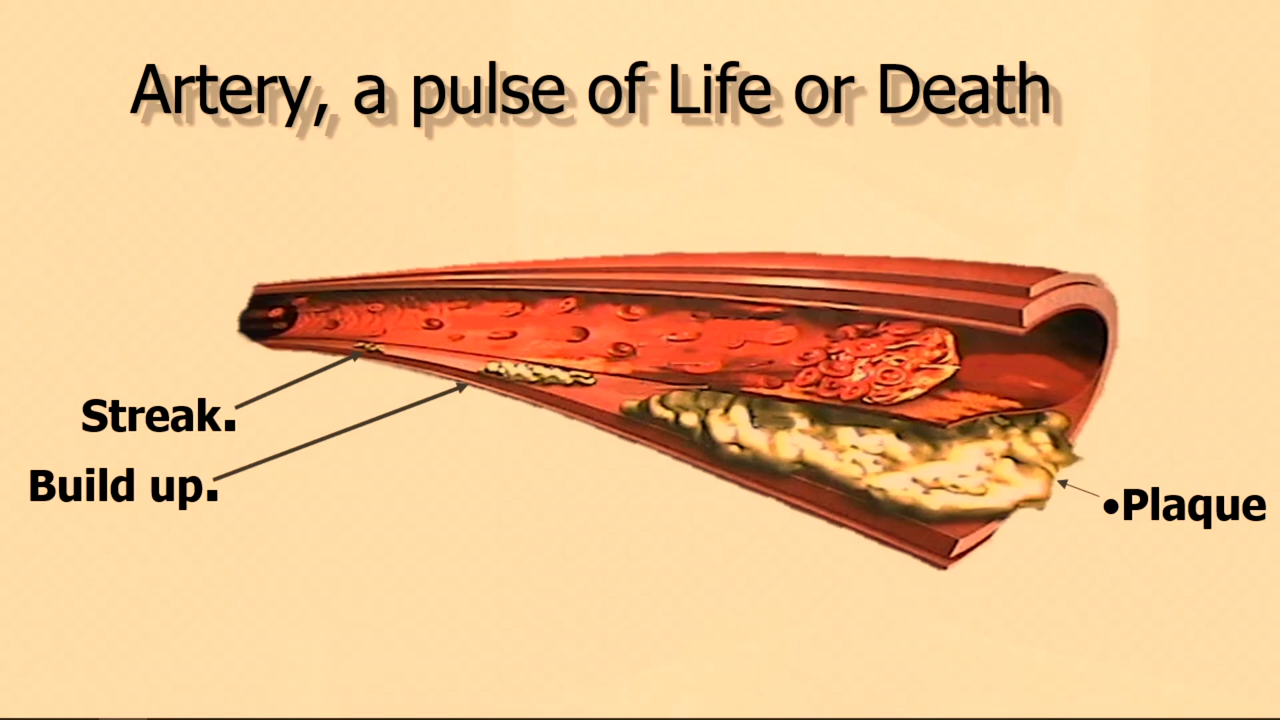 Artery, a pulse of Life or Death
Streak.
Build up.
•Plaque